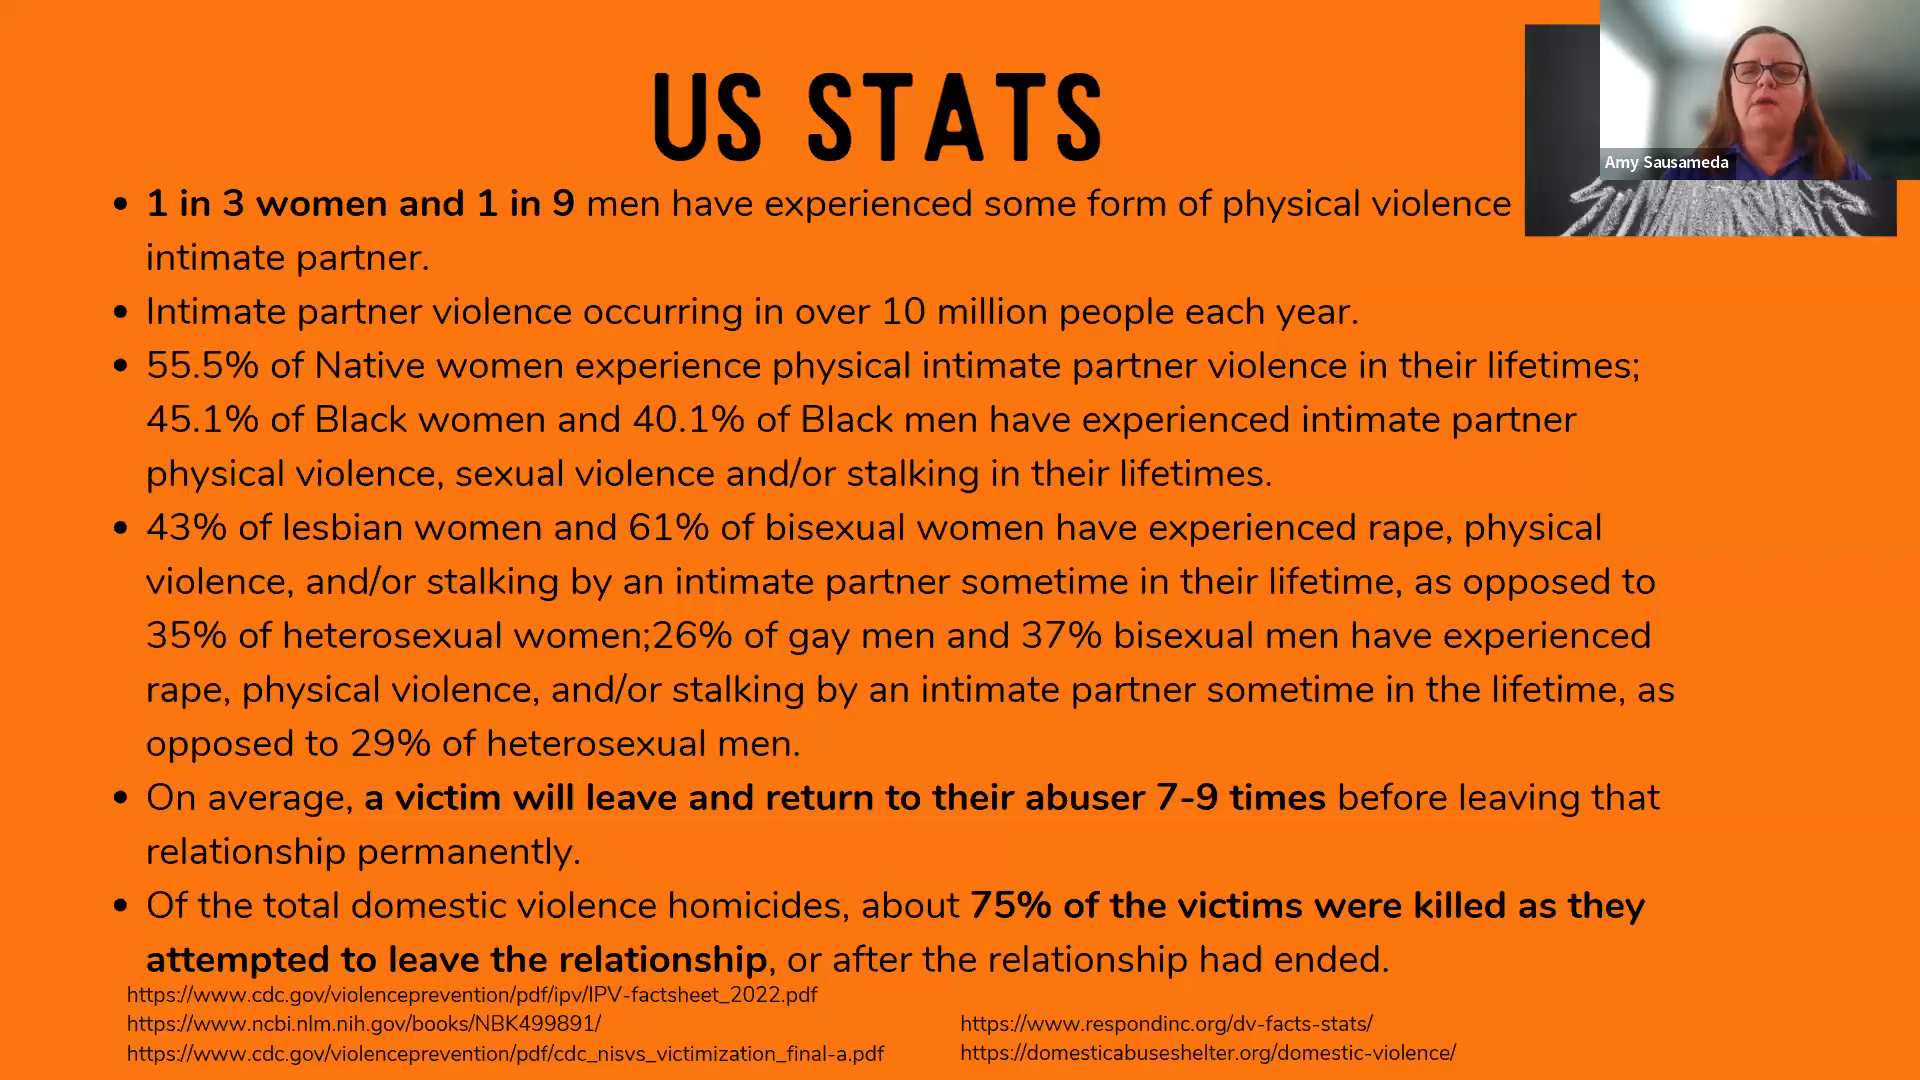 US STATS
Amy Sausameda
• 1 in 3 women and 1 in 9 men have experienced some form of physical violence
intimate partner.
• Intimate partner violence occurring in over 10 million people each year.
• 55.5% of Native women experience physical intimate partner violence in their lifetimes;
45.1% of Black women and 40.1% of Black men have experienced intimate partner
physical violence, sexual violence and/or stalking in their lifetimes.
• 43% of lesbian women and 61% of bisexual women have experienced rape, physical
violence, and/or stalking by an intimate partner sometime in their lifetime, as opposed to
35% of heterosexual women;26% of gay men and 37% bisexual men have experienced
rape, physical violence, and/or stalking by an intimate partner sometime in the lifetime, as
opposed to 29% of heterosexual men.
• On average, a victim will leave and return to their abuser 7-9 times before leaving that
relationship permanently.
• Of the total domestic violence homicides, about 75% of the victims were killed as they
attempted to leave the relationship, or after the relationship had ended.
https://www.cdc.gov/violenceprevention/pdf/ipv/IPV-factsheet_2022.pdf
https://www.ncbi.nlm.nih.gov/books/NBK499891/
https://www.cdc.gov/violenceprevention/pdf/cdc_nisvs_victimization_final-a.pdf
https://www.respondinc.org/dv-facts-stats/
https://domesticabuseshelter.org/domestic-violence/